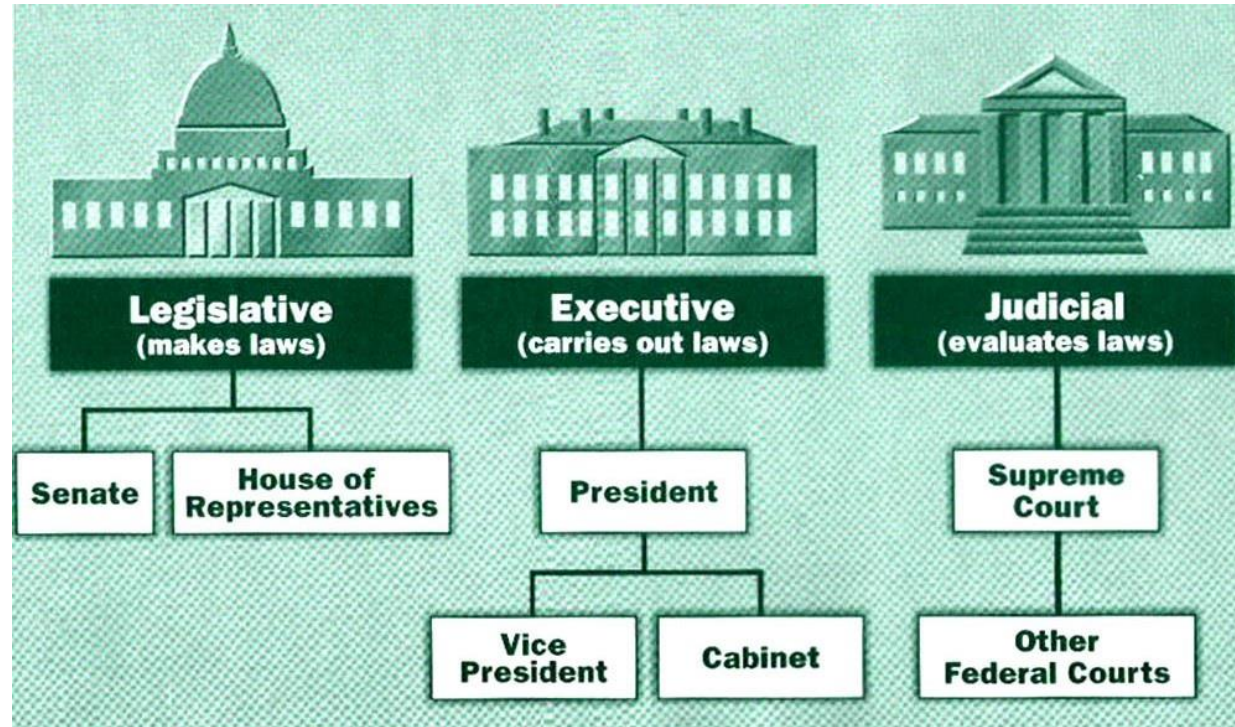 Legislative
(makes laws)
Executive
(carries out laws)
Judicial
(evaluates laws)
Senate
House of
Representatives
President
Supreme
Court
Vice
President
Cabinet
Other
Federal Courts